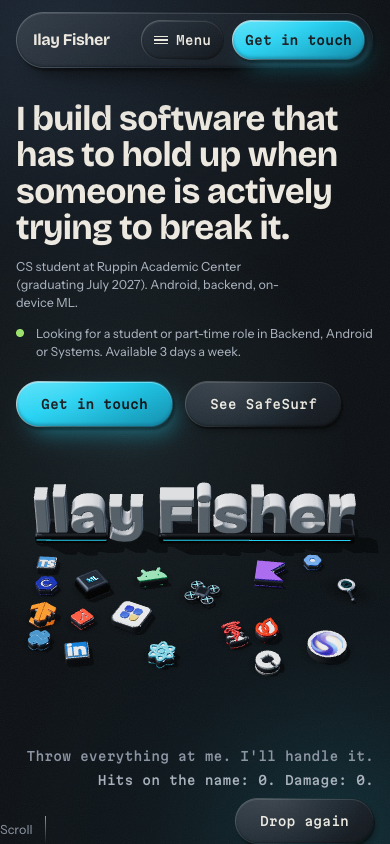 Ilay Fisher
Menu
Get in touch
I build software that
has to hold up when
someone is actively
trying to break it.
CS student at Ruppin Academic Center
(graduating July 2027). Android, backend, on-
device ML.
Looking for a student or part-time role in Backend, Android
or Systems. Available 3 days a week.
Get in touch
See SafeSurf
Ilay Fisher
TS
C
ML
in
S
Throw everything at me. I'll handle it.
Hits on the name: 0. Damage: 0.
Scroll
Drop again